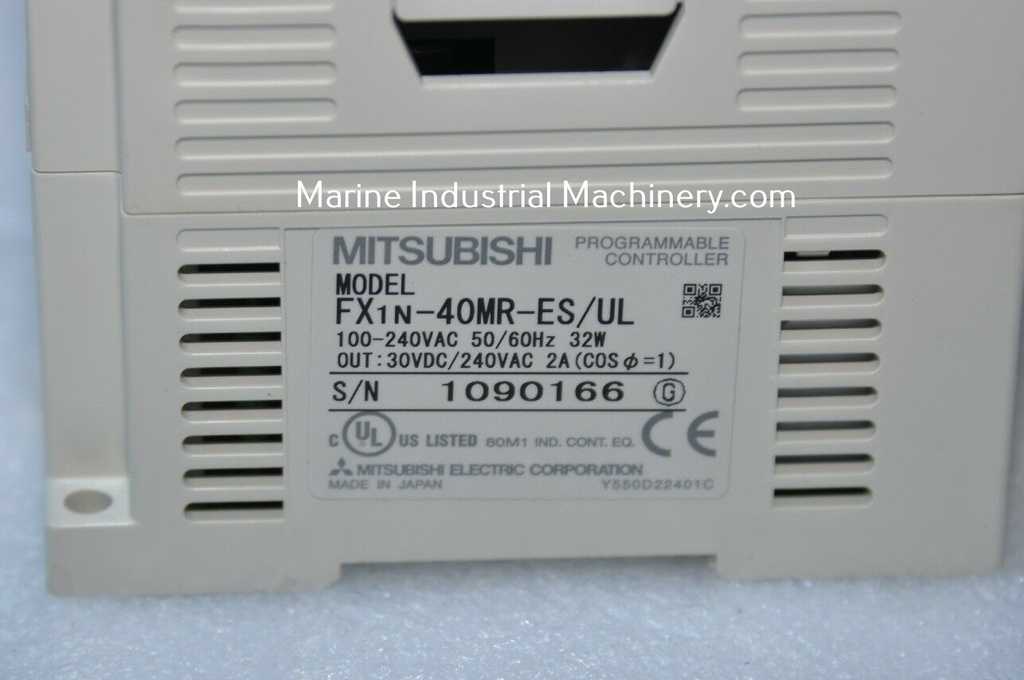 Marine Industrial Machinery.com
MITSUBISHI PROGRAMMABLE CONTROLLER
MODEL
FX1N-40MR-ES/UL
100-240VAC 50/60Hz 32W
OUT:30VDC/240VAC 2A(COSφ=1)
S/N 1090166 G
C UL US LISTED 80M1 IND. CONT. EQ. CE
MITSUBISHI ELECTRIC CORPORATION
MADE IN JAPAN Y550D22401C